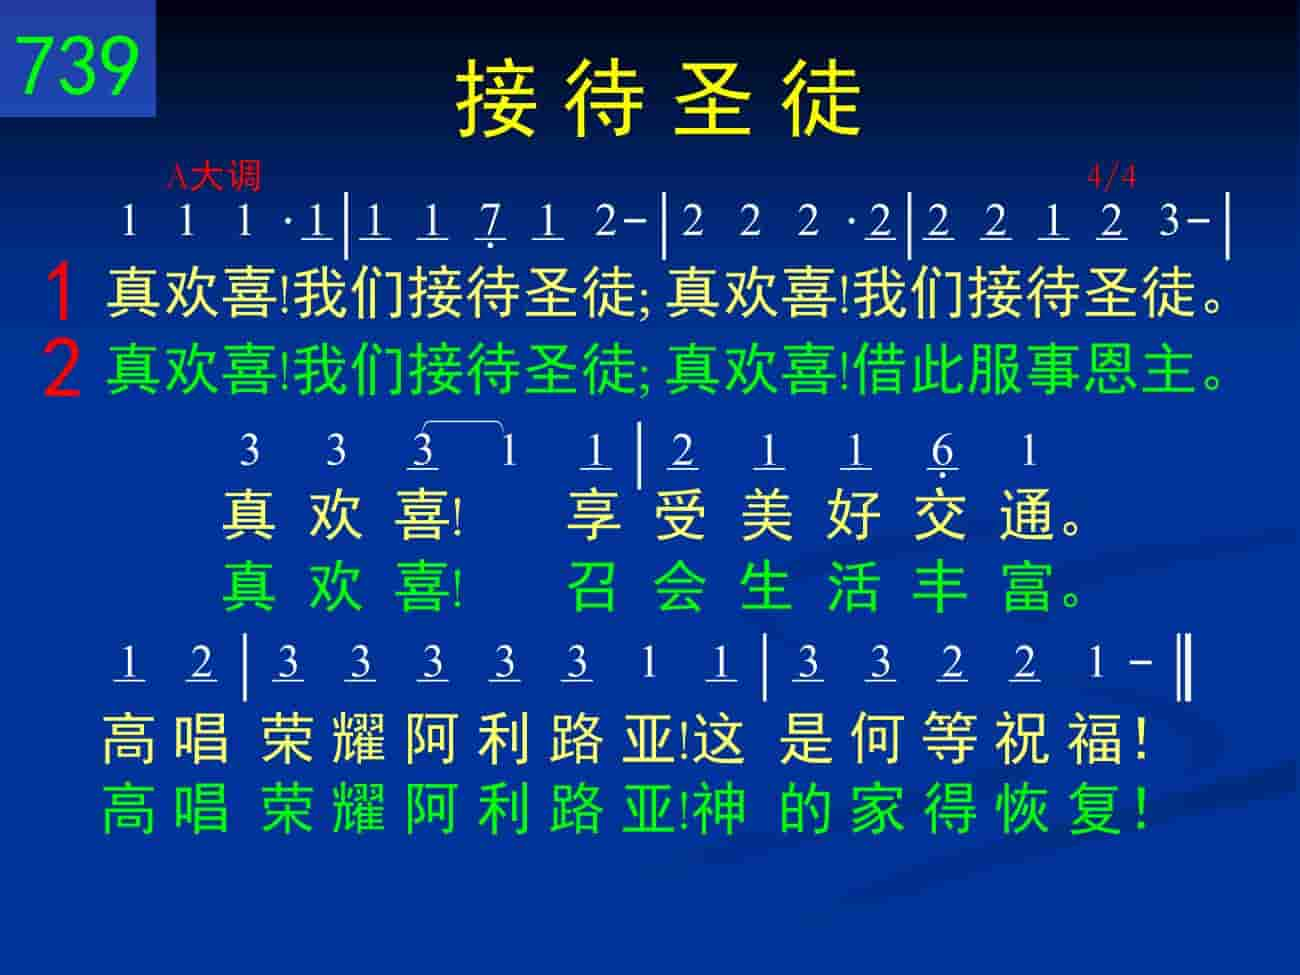 739
接待圣徒
A大调 4/4
1 1 1 · 1 | 1 1 7 1 2 – | 2 2 2 · 2 | 2 2 1 2 3 – |
1 真欢喜!我们接待圣徒; 真欢喜!我们接待圣徒。
2 真欢喜!我们接待圣徒; 真欢喜!借此服事恩主。
3 3 3 1 1 | 2 1 1 6 1
真欢喜! 享受美好交通。
真欢喜! 召会生活丰富。
1 2 | 3 3 3 3 3 1 1 | 3 3 2 2 1 – ‖
高唱 荣耀阿利路亚!这 是何等祝福!
高唱 荣耀阿利路亚!神 的家得恢复!